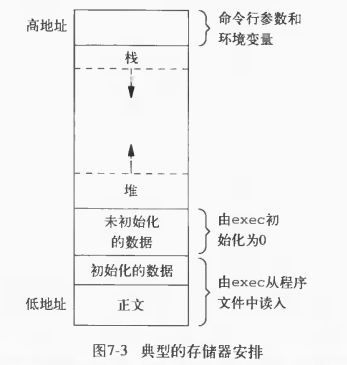 高地址
命令行参数和
环境变量
栈
堆
未初始化
的数据
由exec初
始化为0
初始化的数据
由exec从程序
文件中读入
低地址
正文
图7-3 典型的存储器安排